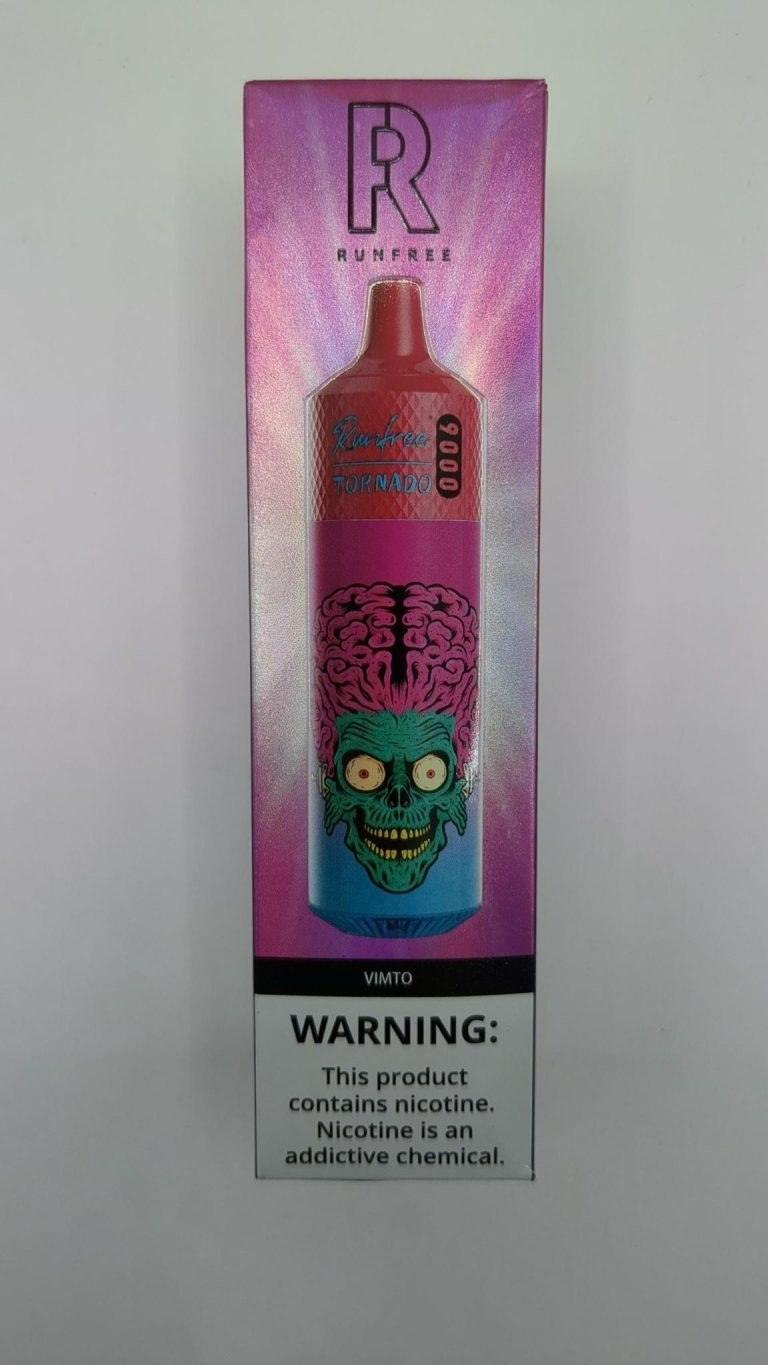 R
RUNFREE
Runfree
TORNADO
9000
VIMTO
WARNING:
This product
contains nicotine.
Nicotine is an
addictive chemical.